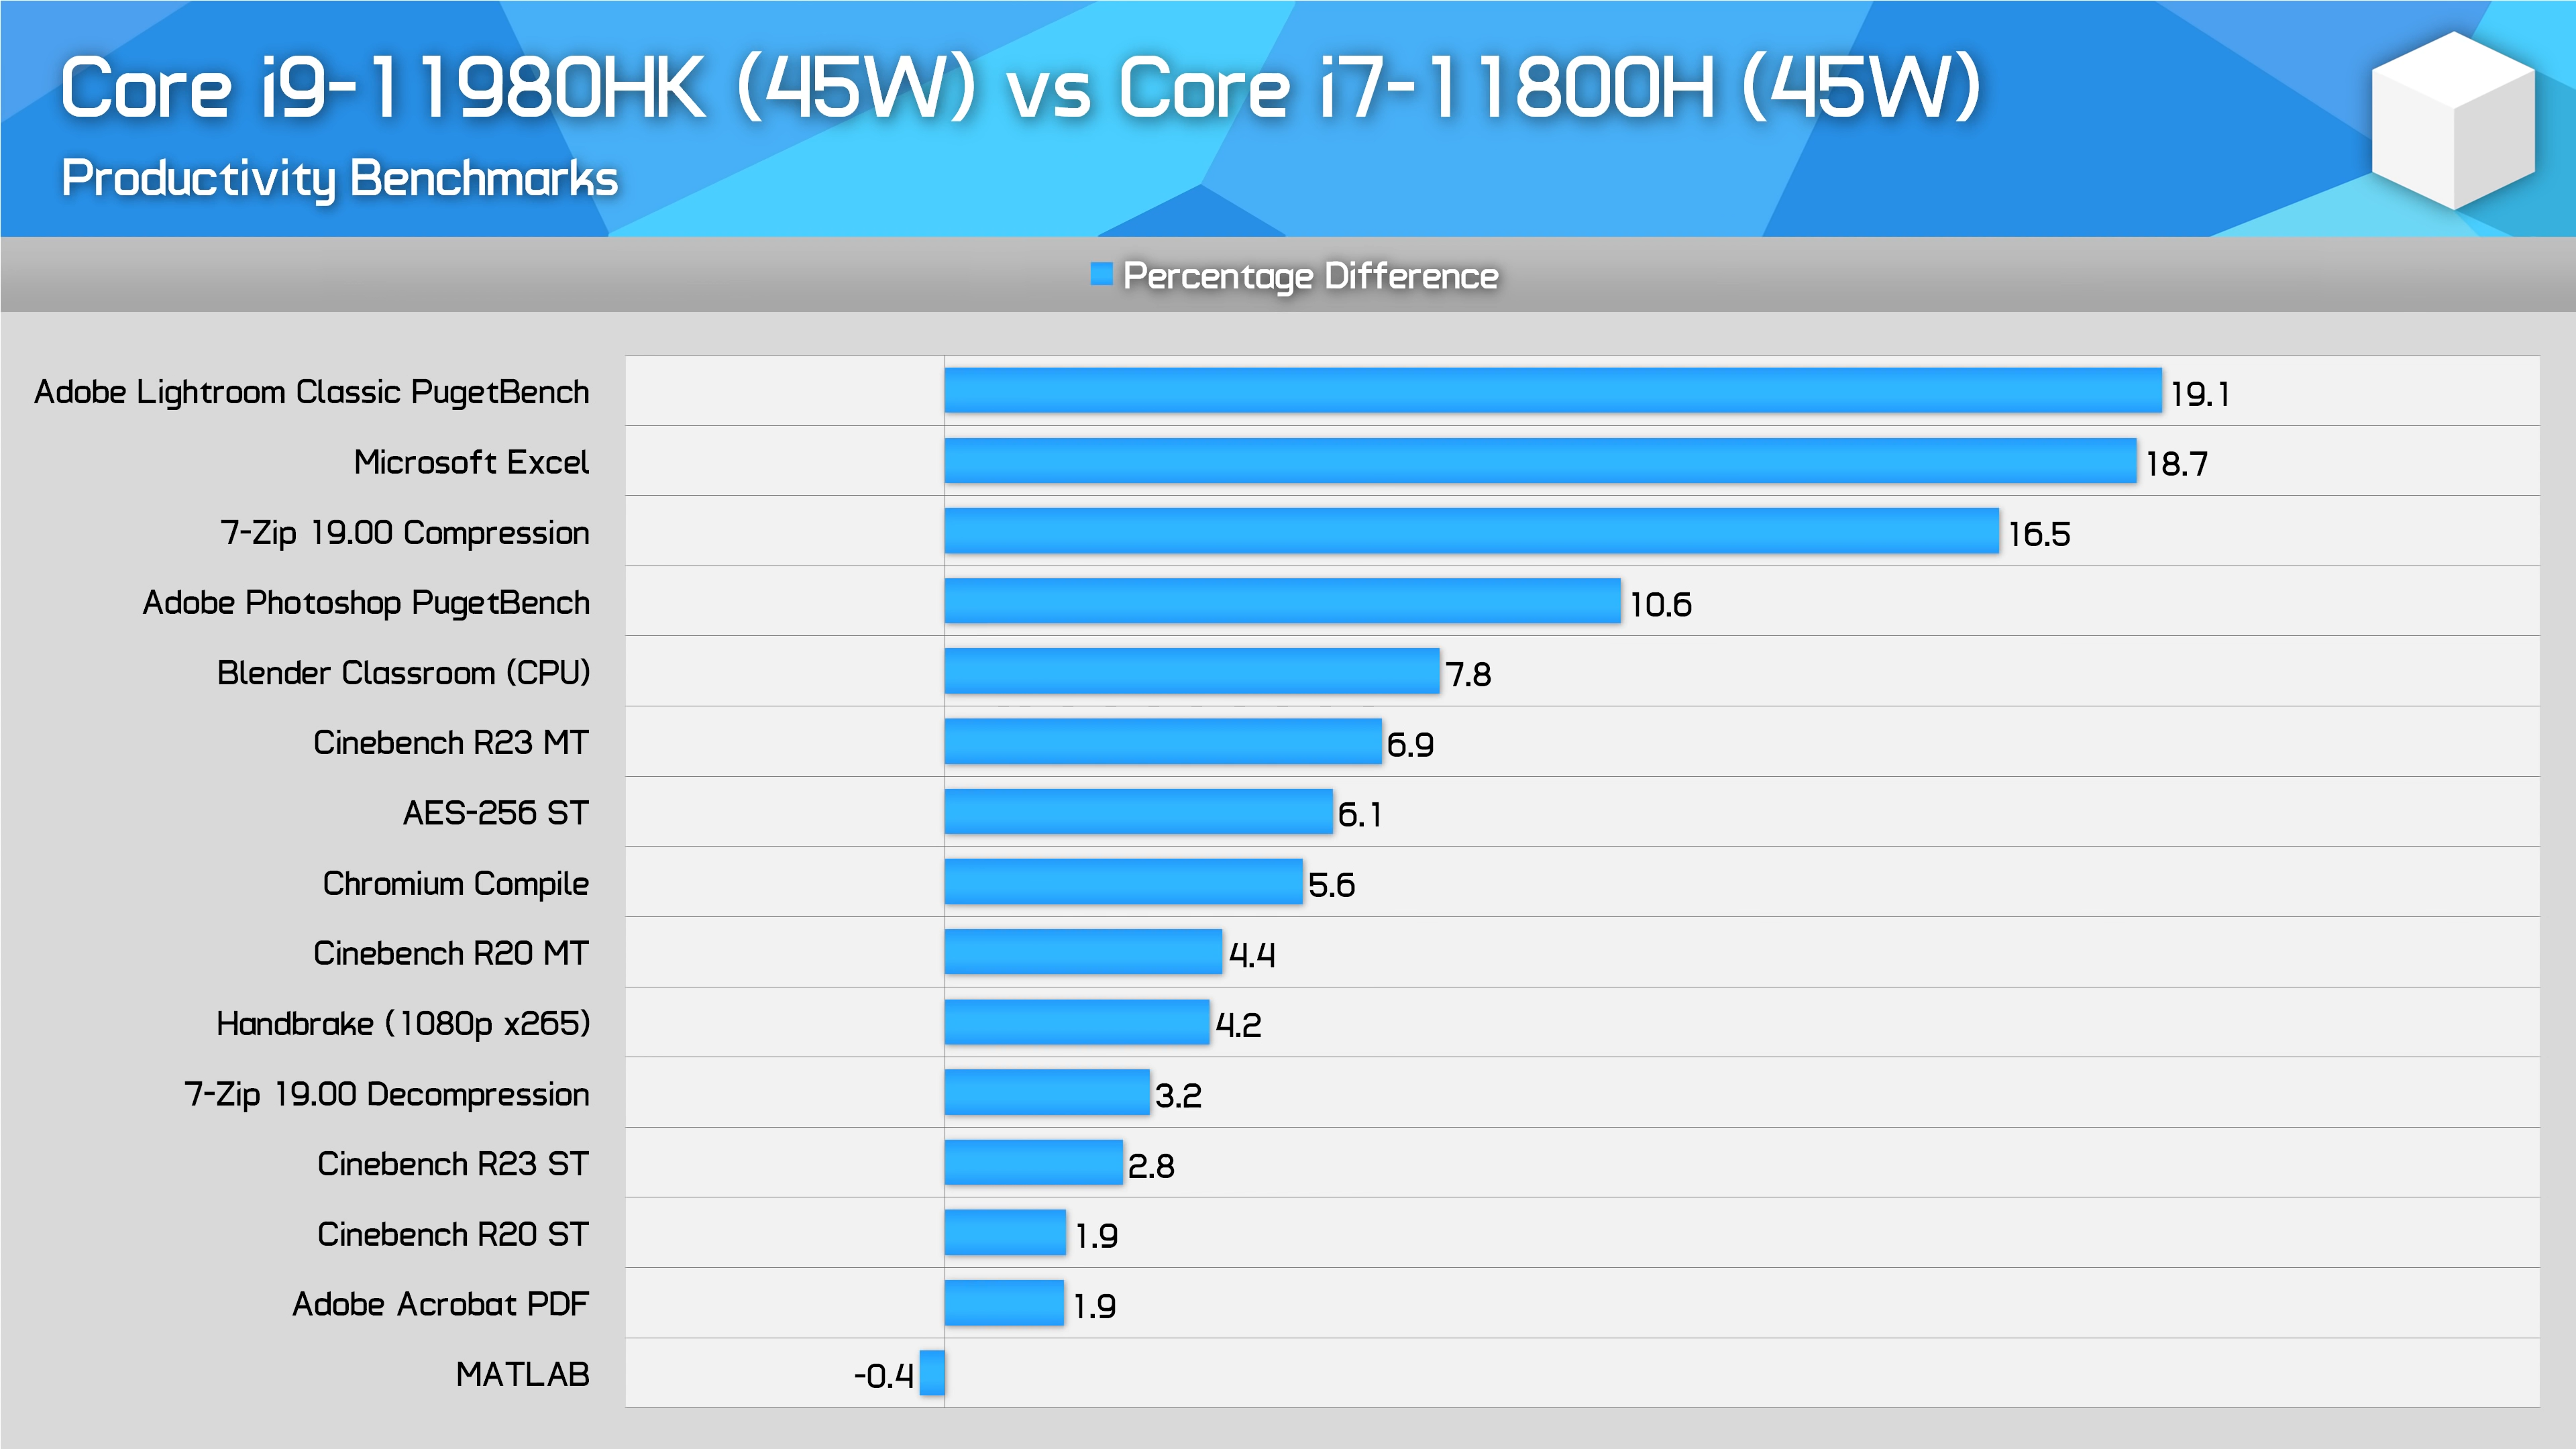 Core i9-11980HK (45W) vs Core i7-11800H (45W)
Productivity Benchmarks
Percentage Difference
Adobe Lightroom Classic PugetBench 19.1
Microsoft Excel 18.7
7-Zip 19.00 Compression 16.5
Adobe Photoshop PugetBench 10.6
Blender Classroom (CPU) 7.8
Cinebench R23 MT 6.9
AES-256 ST 6.1
Chromium Compile 5.6
Cinebench R20 MT 4.4
Handbrake (1080p x265) 4.2
7-Zip 19.00 Decompression 3.2
Cinebench R23 ST 2.8
Cinebench R20 ST 1.9
Adobe Acrobat PDF 1.9
MATLAB -0.4